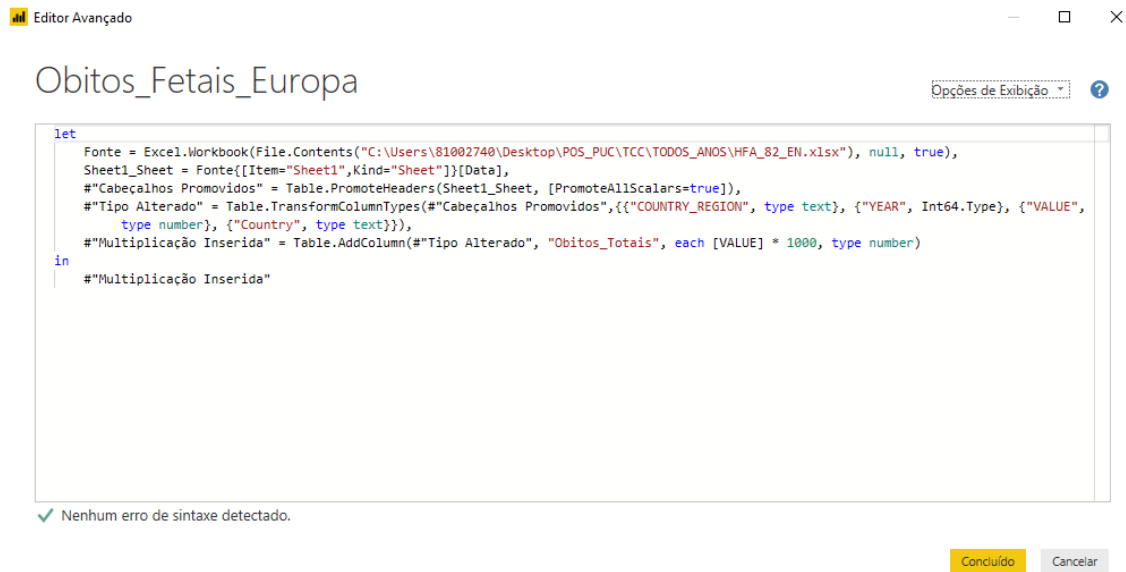 Editor Avançado
Obitos_Fetais_Europa
Opções de Exibição
?
let
Fonte = Excel.Workbook(File.Contents("C:\Users\81002740\Desktop\POS_PUC\TCC\TODOS_ANOS\HFA_82_EN.xlsx"), null, true),
Sheet1_Sheet = Fonte{[Item="Sheet1",Kind="Sheet"]}[Data],
#"Cabeçalhos Promovidos" = Table.PromoteHeaders(Sheet1_Sheet, [PromoteAllScalars=true]),
#"Tipo Alterado" = Table.TransformColumnTypes(#"Cabeçalhos Promovidos",{{"COUNTRY_REGION", type text}, {"YEAR", Int64.Type}, {"VALUE",
type number}, {"Country", type text}}),
#"Multiplicação Inserida" = Table.AddColumn(#"Tipo Alterado", "Obitos_Totais", each [VALUE] * 1000, type number)
in
#"Multiplicação Inserida"
Nenhum erro de sintaxe detectado.
Concluído
Cancelar